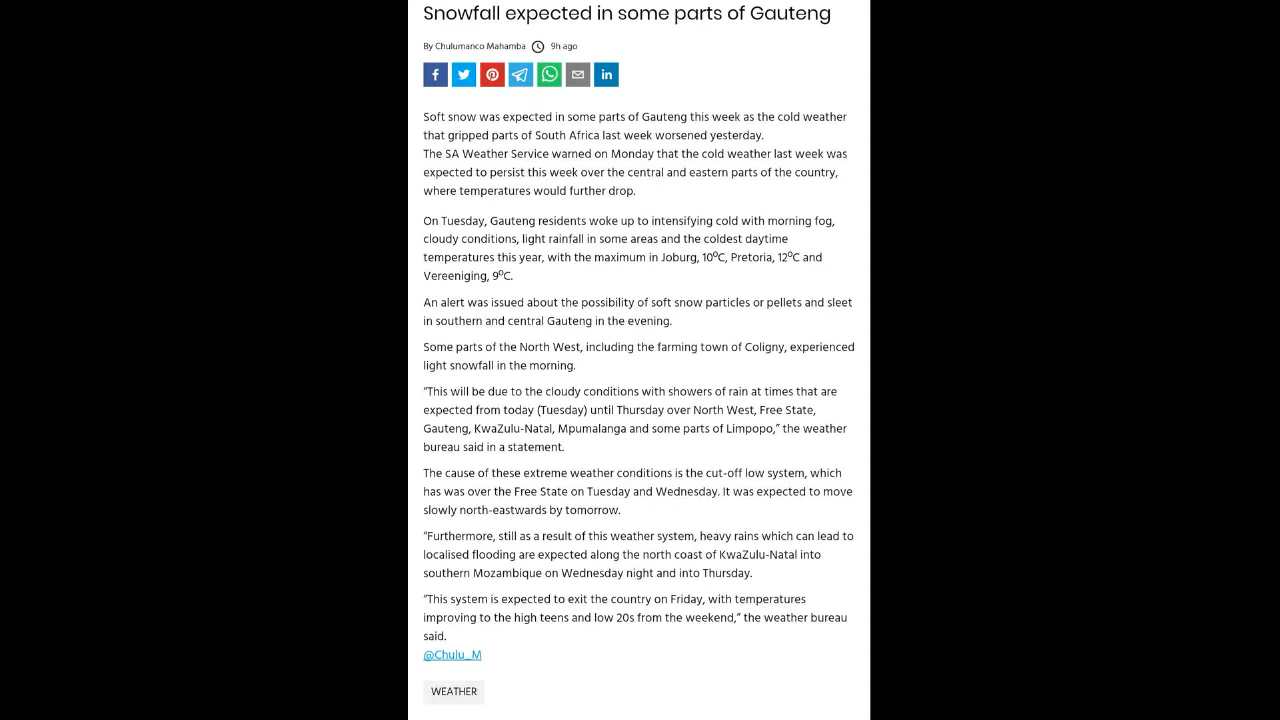 Snowfall expected in some parts of Gauteng
By Chulumanco Mahamba 9h ago
Soft snow was expected in some parts of Gauteng this week as the cold weather
that gripped parts of South Africa last week worsened yesterday.
The SA Weather Service warned on Monday that the cold weather last week was
expected to persist this week over the central and eastern parts of the country,
where temperatures would further drop.
On Tuesday, Gauteng residents woke up to intensifying cold with morning fog,
cloudy conditions, light rainfall in some areas and the coldest daytime
temperatures this year, with the maximum in Joburg, 10ºC, Pretoria, 12ºC and
Vereeniging, 9ºC.
An alert was issued about the possibility of soft snow particles or pellets and sleet
in southern and central Gauteng in the evening.
Some parts of the North West, including the farming town of Coligny, experienced
light snowfall in the morning.
“This will be due to the cloudy conditions with showers of rain at times that are
expected from today (Tuesday) until Thursday over North West, Free State,
Gauteng, KwaZulu-Natal, Mpumalanga and some parts of Limpopo,” the weather
bureau said in a statement.
The cause of these extreme weather conditions is the cut-off low system, which
has was over the Free State on Tuesday and Wednesday. It was expected to move
slowly north-eastwards by tomorrow.
“Furthermore, still as a result of this weather system, heavy rains which can lead to
localised flooding are expected along the north coast of KwaZulu-Natal into
southern Mozambique on Wednesday night and into Thursday.
“This system is expected to exit the country on Friday, with temperatures
improving to the high teens and low 20s from the weekend,” the weather bureau
said.
@Chulu_M
WEATHER